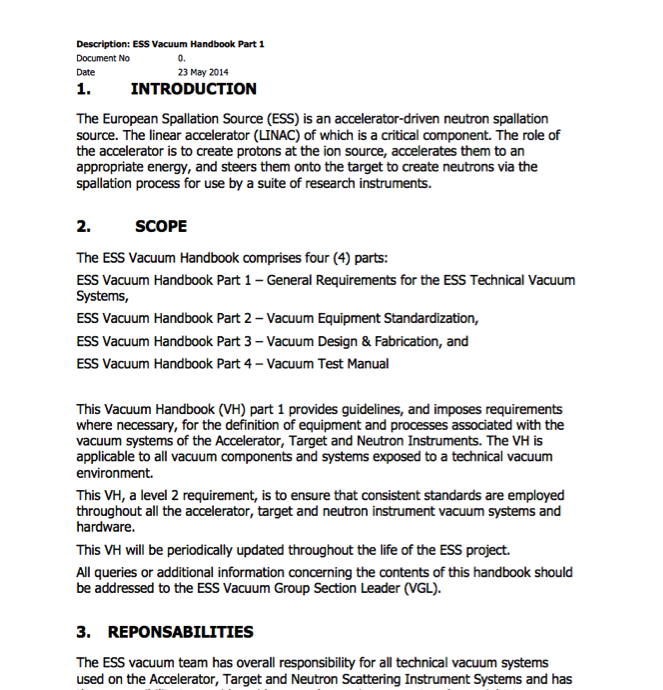 Description: ESS Vacuum Handbook Part 1
Document No 0.
Date 23 May 2014
1. INTRODUCTION
The European Spallation Source (ESS) is an accelerator-driven neutron spallation
source. The linear accelerator (LINAC) of which is a critical component. The role of
the accelerator is to create protons at the ion source, accelerates them to an
appropriate energy, and steers them onto the target to create neutrons via the
spallation process for use by a suite of research instruments.
2. SCOPE
The ESS Vacuum Handbook comprises four (4) parts:
ESS Vacuum Handbook Part 1 – General Requirements for the ESS Technical Vacuum
Systems,
ESS Vacuum Handbook Part 2 – Vacuum Equipment Standardization,
ESS Vacuum Handbook Part 3 – Vacuum Design & Fabrication, and
ESS Vacuum Handbook Part 4 – Vacuum Test Manual
This Vacuum Handbook (VH) part 1 provides guidelines, and imposes requirements
where necessary, for the definition of equipment and processes associated with the
vacuum systems of the Accelerator, Target and Neutron Instruments. The VH is
applicable to all vacuum components and systems exposed to a technical vacuum
environment.
This VH, a level 2 requirement, is to ensure that consistent standards are employed
throughout all the accelerator, target and neutron instrument vacuum systems and
hardware.
This VH will be periodically updated throughout the life of the ESS project.
All queries or additional information concerning the contents of this handbook should
be addressed to the ESS Vacuum Group Section Leader (VGL).
3. REPONSABILITIES
The ESS vacuum team has overall responsibility for all technical vacuum systems
used on the Accelerator, Target and Neutron Scattering Instrument Systems and has